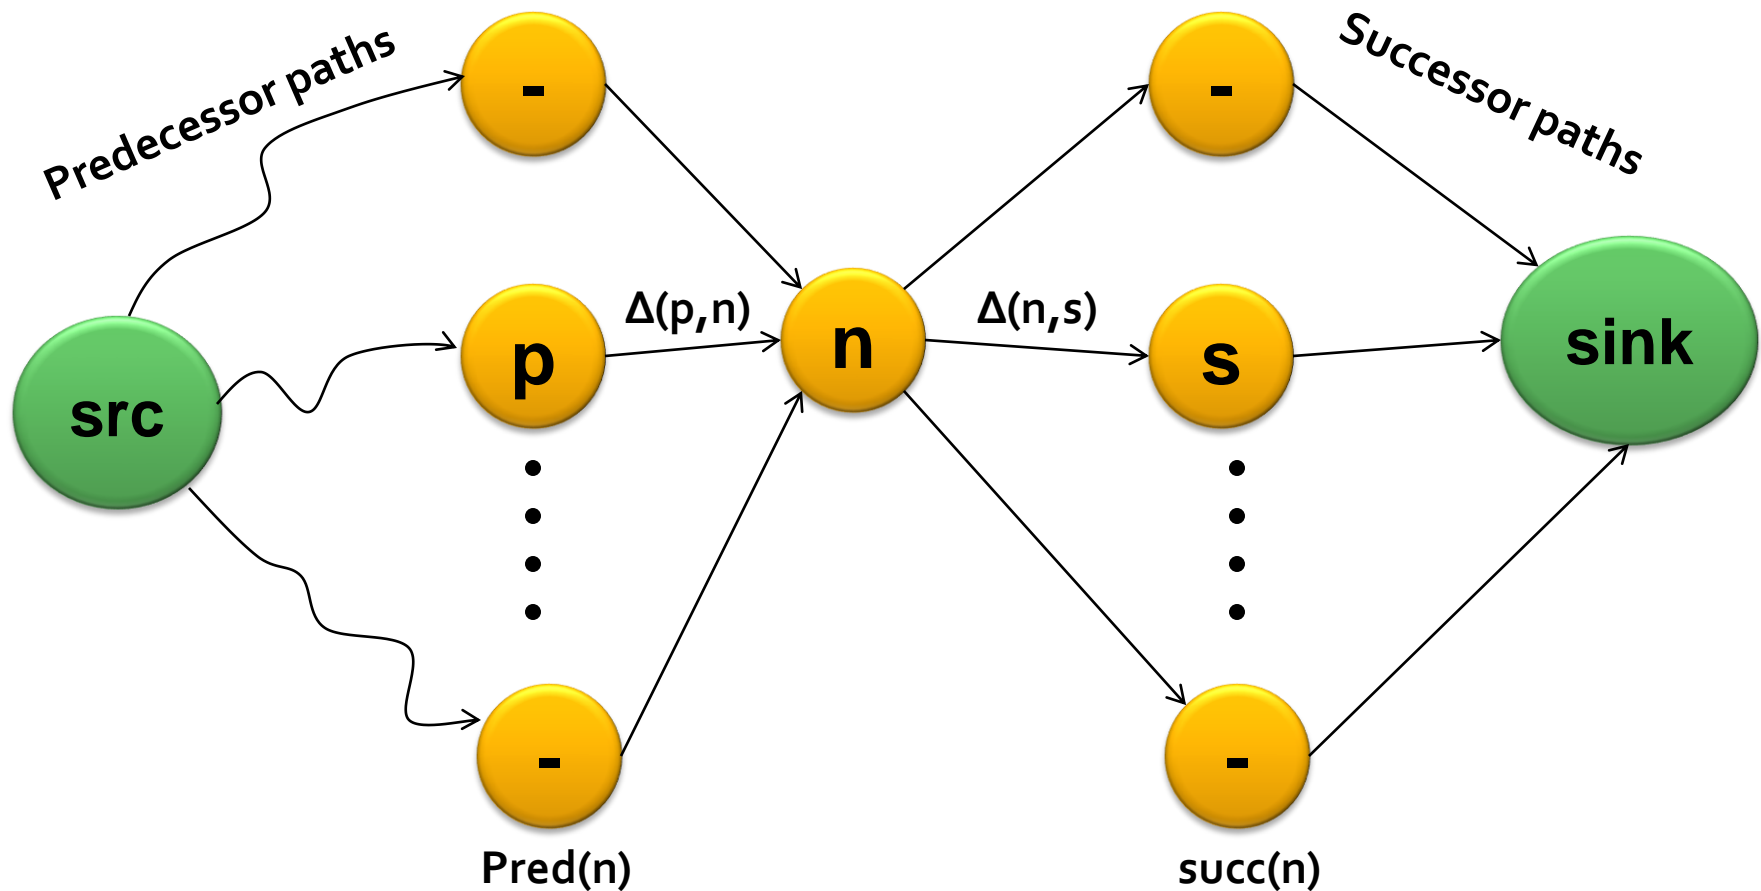 Predecessor paths
Successor paths
-
-
src
p
Δ(p,n)
n
Δ(n,s)
s
sink
-
-
Pred(n)
succ(n)